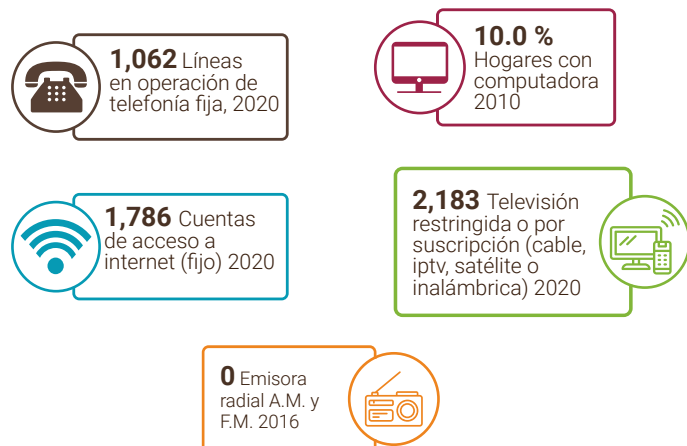 1,062 Líneas
en operación de
telefonía fija, 2020
10.0 %
Hogares con
computadora
2010
1,786 Cuentas
de acceso a
internet (fijo) 2020
2,183 Televisión
restringida o por
suscripción (cable,
iptv, satélite o
inalámbrica) 2020
0 Emisora
radial A.M. y
F.M. 2016